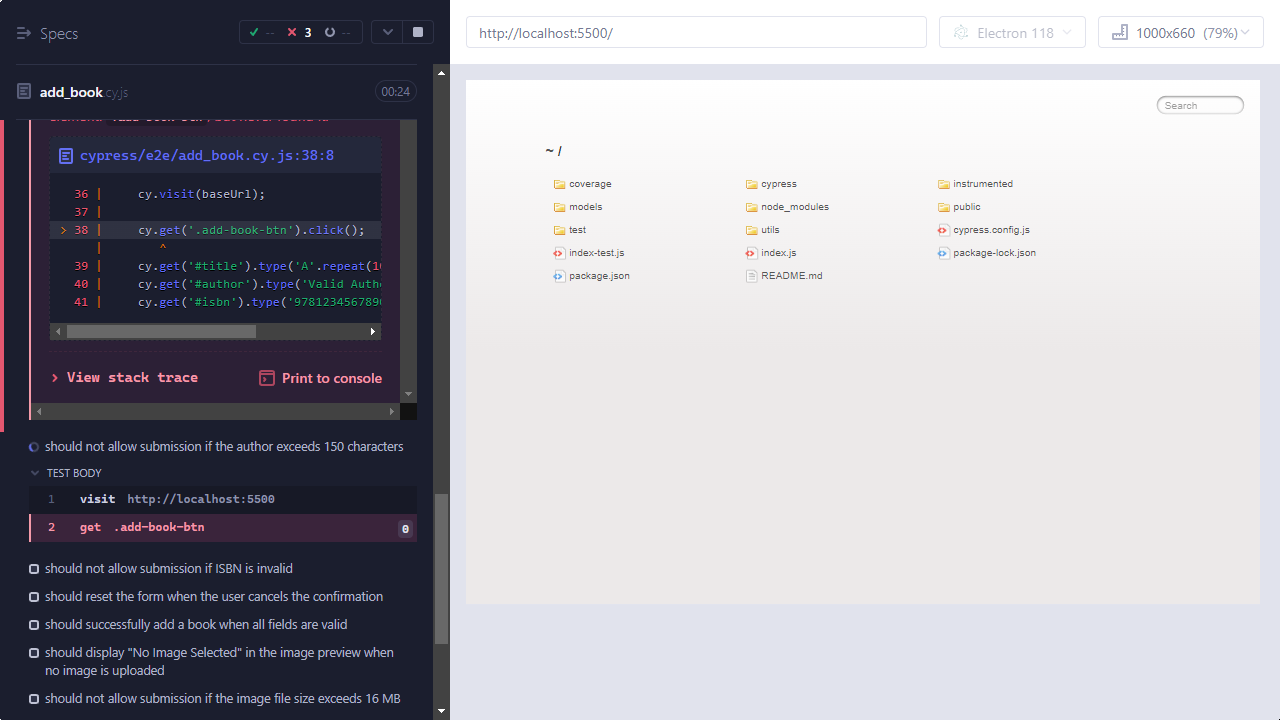 Specs
-- 3 --
add_book.cy.js 00:24
cypress/e2e/add_book.cy.js:38:8
36 | cy.visit(baseUrl);
37 |
> 38 | cy.get('.add-book-btn').click();
| ^
39 | cy.get('#title').type('A'.repeat(
40 | cy.get('#author').type('Valid Auth
41 | cy.get('#isbn').type('978123456789
> View stack trace Print to console
should not allow submission if the author exceeds 150 characters
TEST BODY
1 visit http://localhost:5500
2 get .add-book-btn 0
should not allow submission if ISBN is invalid
should reset the form when the user cancels the confirmation
should successfully add a book when all fields are valid
should display "No Image Selected" in the image preview when
no image is uploaded
should not allow submission if the image file size exceeds 16 MB
http://localhost:5500/ Electron 118 1000x660 (79%)
Search
~ /
coverage cypress instrumented
models node_modules public
test utils cypress.config.js
index-test.js index.js package-lock.json
package.json README.md